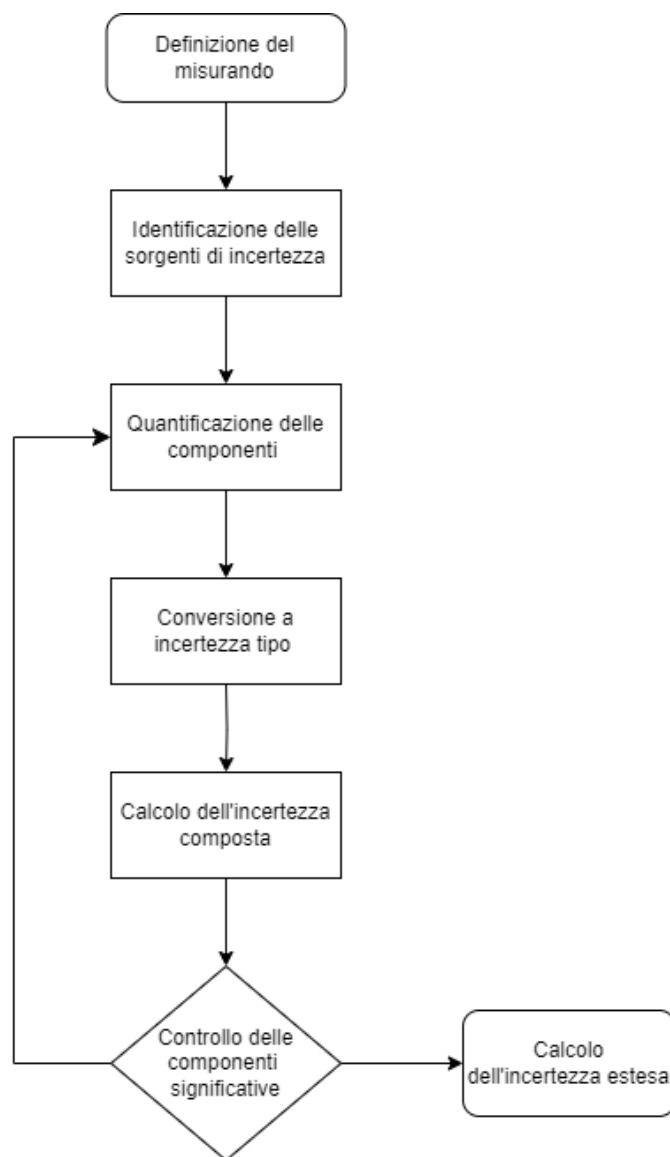 Definizione del
misurando
Identificazione delle
sorgenti di incertezza
Quantificazione delle
componenti
Conversione a
incertezza tipo
Calcolo dell'incertezza
composta
Controllo delle
componenti
significative
Calcolo
dell'incertezza estesa